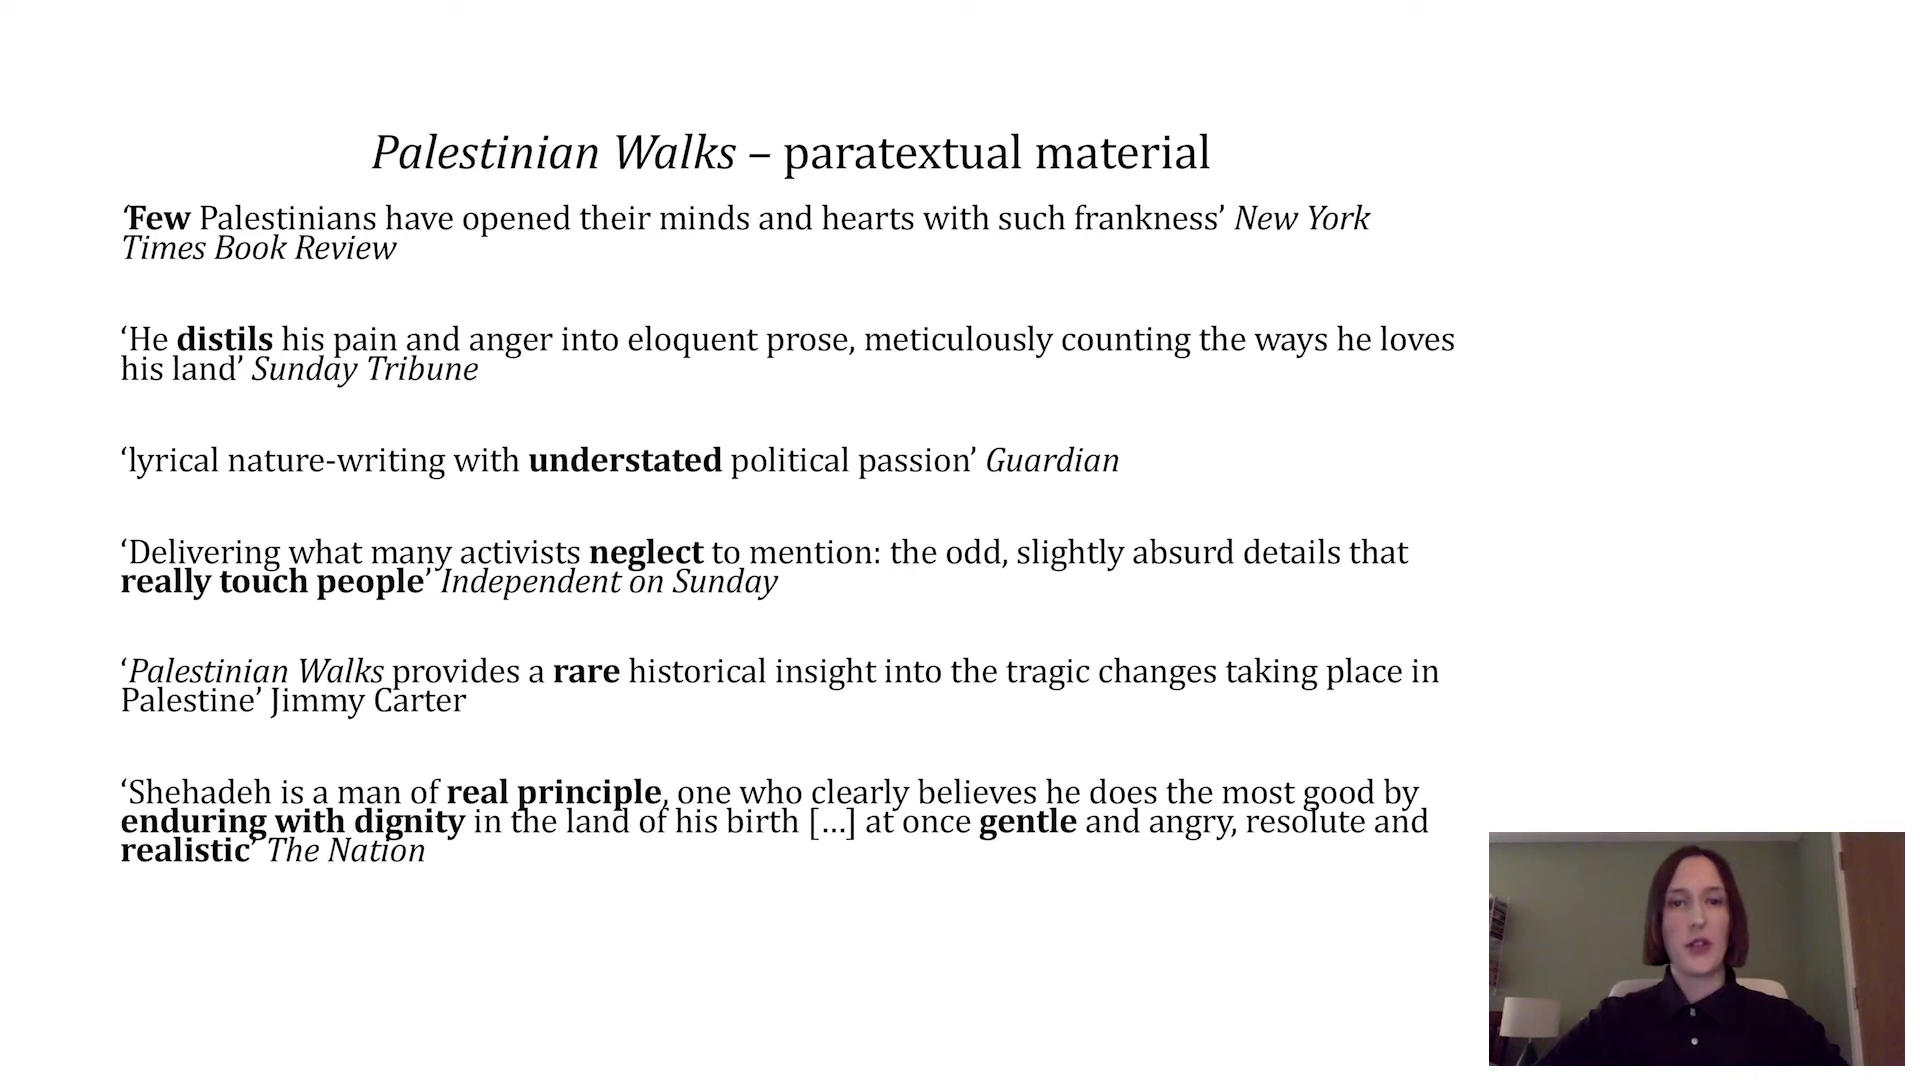 Palestinian Walks – paratextual material
‘Few Palestinians have opened their minds and hearts with such frankness’ New York
Times Book Review
‘He distils his pain and anger into eloquent prose, meticulously counting the ways he loves
his land’ Sunday Tribune
‘lyrical nature-writing with understated political passion’ Guardian
‘Delivering what many activists neglect to mention: the odd, slightly absurd details that
really touch people’ Independent on Sunday
‘Palestinian Walks provides a rare historical insight into the tragic changes taking place in
Palestine’ Jimmy Carter
‘Shehadeh is a man of real principle, one who clearly believes he does the most good by
enduring with dignity in the land of his birth […] at once gentle and angry, resolute and
realistic’ The Nation